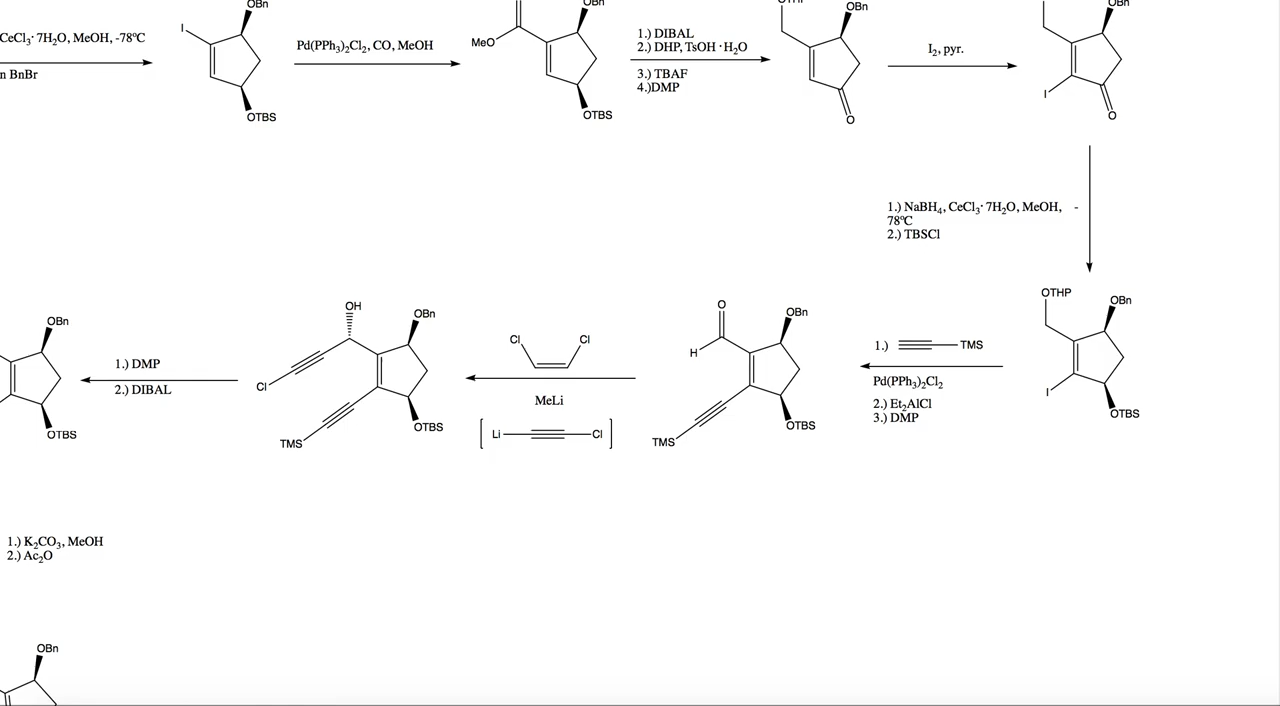 OBn
OBn
OTHP
OBn
OBn
I
CeCl₃· 7H₂O, MeOH, -78ºC
n BnBr
Pd(PPh₃)₂Cl₂, CO, MeOH
MeO
1.) DIBAL
2.) DHP, TsOH · H₂O
3.) TBAF
4.)DMP
I₂, pyr.
I
OTBS
OTBS
O
O
1.) NaBH₄, CeCl₃· 7H₂O, MeOH, -
78ºC
2.) TBSCl
OTHP
OBn
I
OTBS
1.)
TMS
Pd(PPh₃)₂Cl₂
2.) Et₂AlCl
3.) DMP
O
OBn
H
OTBS
TMS
Cl
Cl
MeLi
Li
Cl
OH
OBn
Cl
OTBS
TMS
1.) DMP
2.) DIBAL
OBn
OTBS
1.) K₂CO₃, MeOH
2.) Ac₂O
OBn